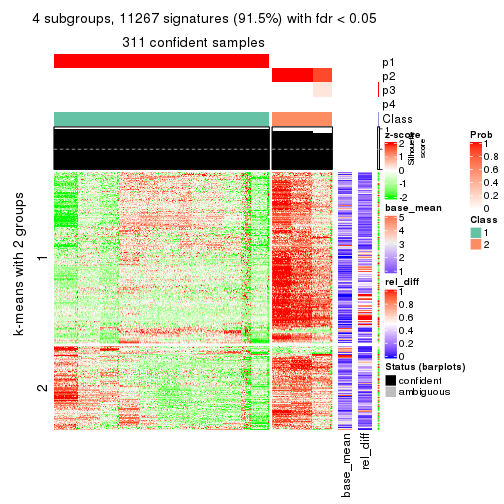 4 subgroups, 11267 signatures (91.5%) with fdr < 0.05
311 confident samples
p1
p2
p3
p4
Class
1
Silhouette
score
k-means with 2 groups
1
2
base_mean
rel_diff
z-score
2
1
0
-1
-2
base_mean
5
4
3
2
1
rel_diff
1
0.8
0.6
0.4
0.2
0
Status (barplots)
confident
ambiguous
Prob
1
0.8
0.6
0.4
0.2
0
Class
1
2